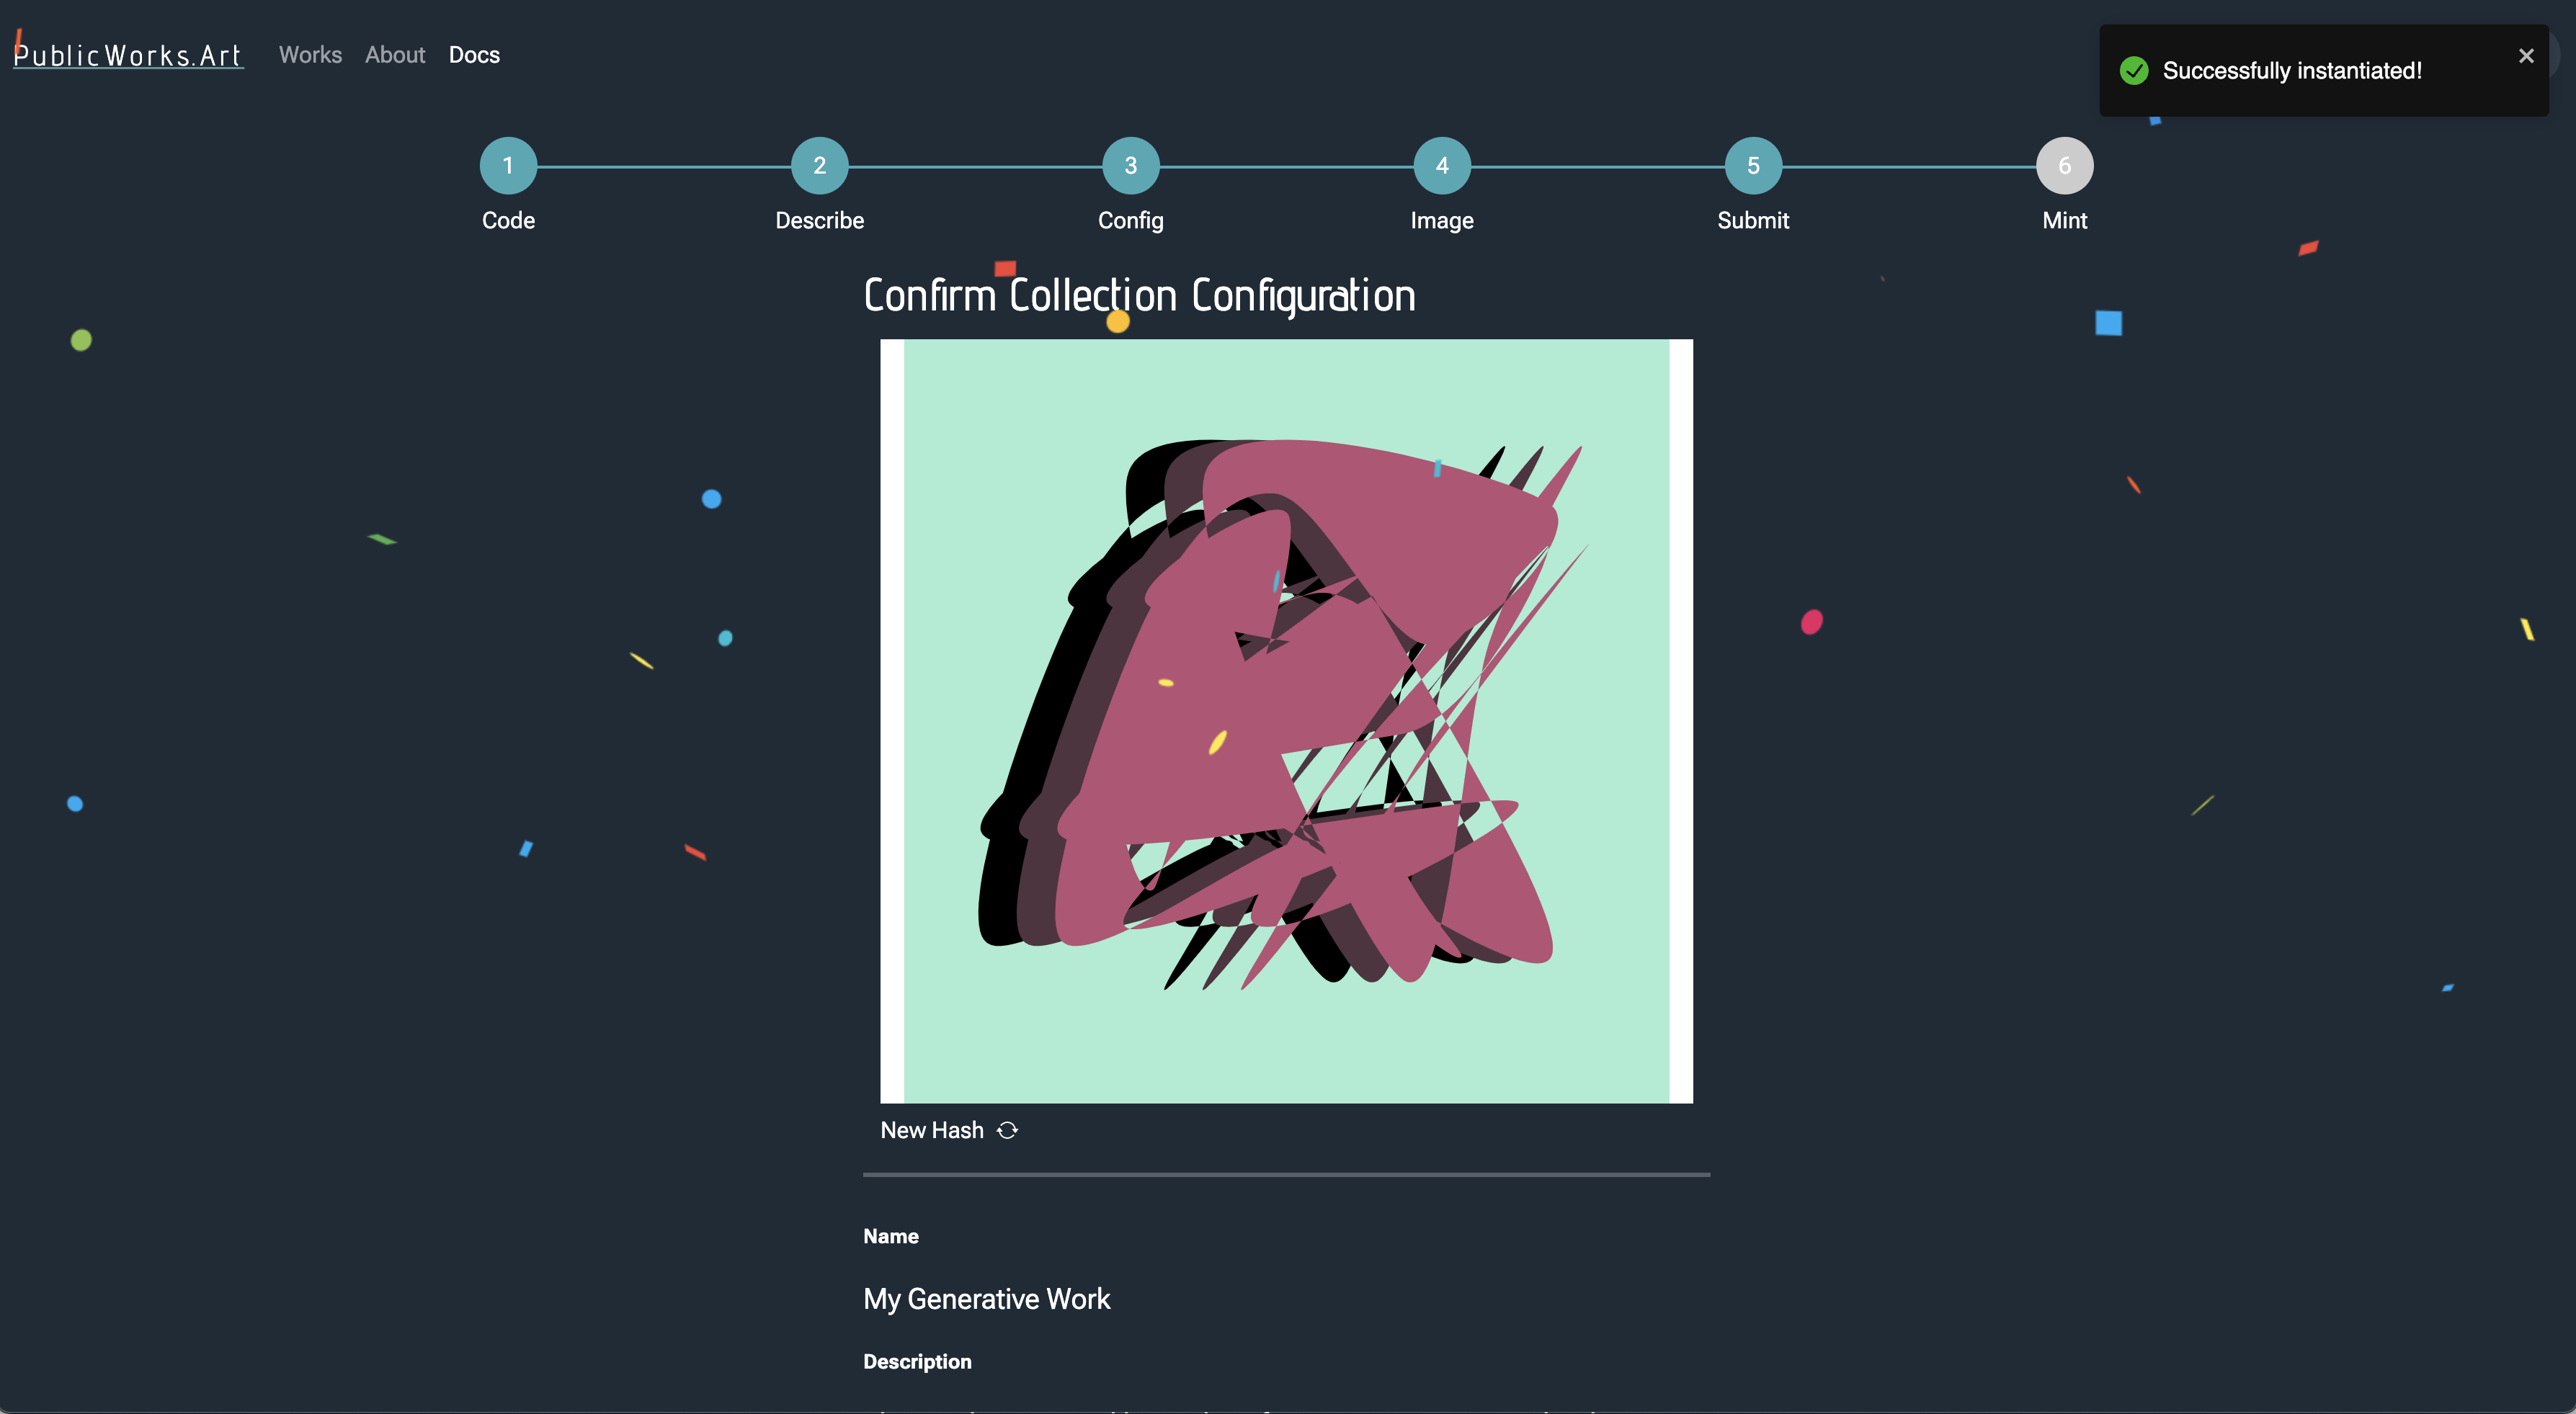 PublicWorks.Art Works About Docs
Successfully instantiated!
1 2 3 4 5 6
Code Describe Config Image Submit Mint
Confirm Collection Configuration
New Hash
Name
My Generative Work
Description